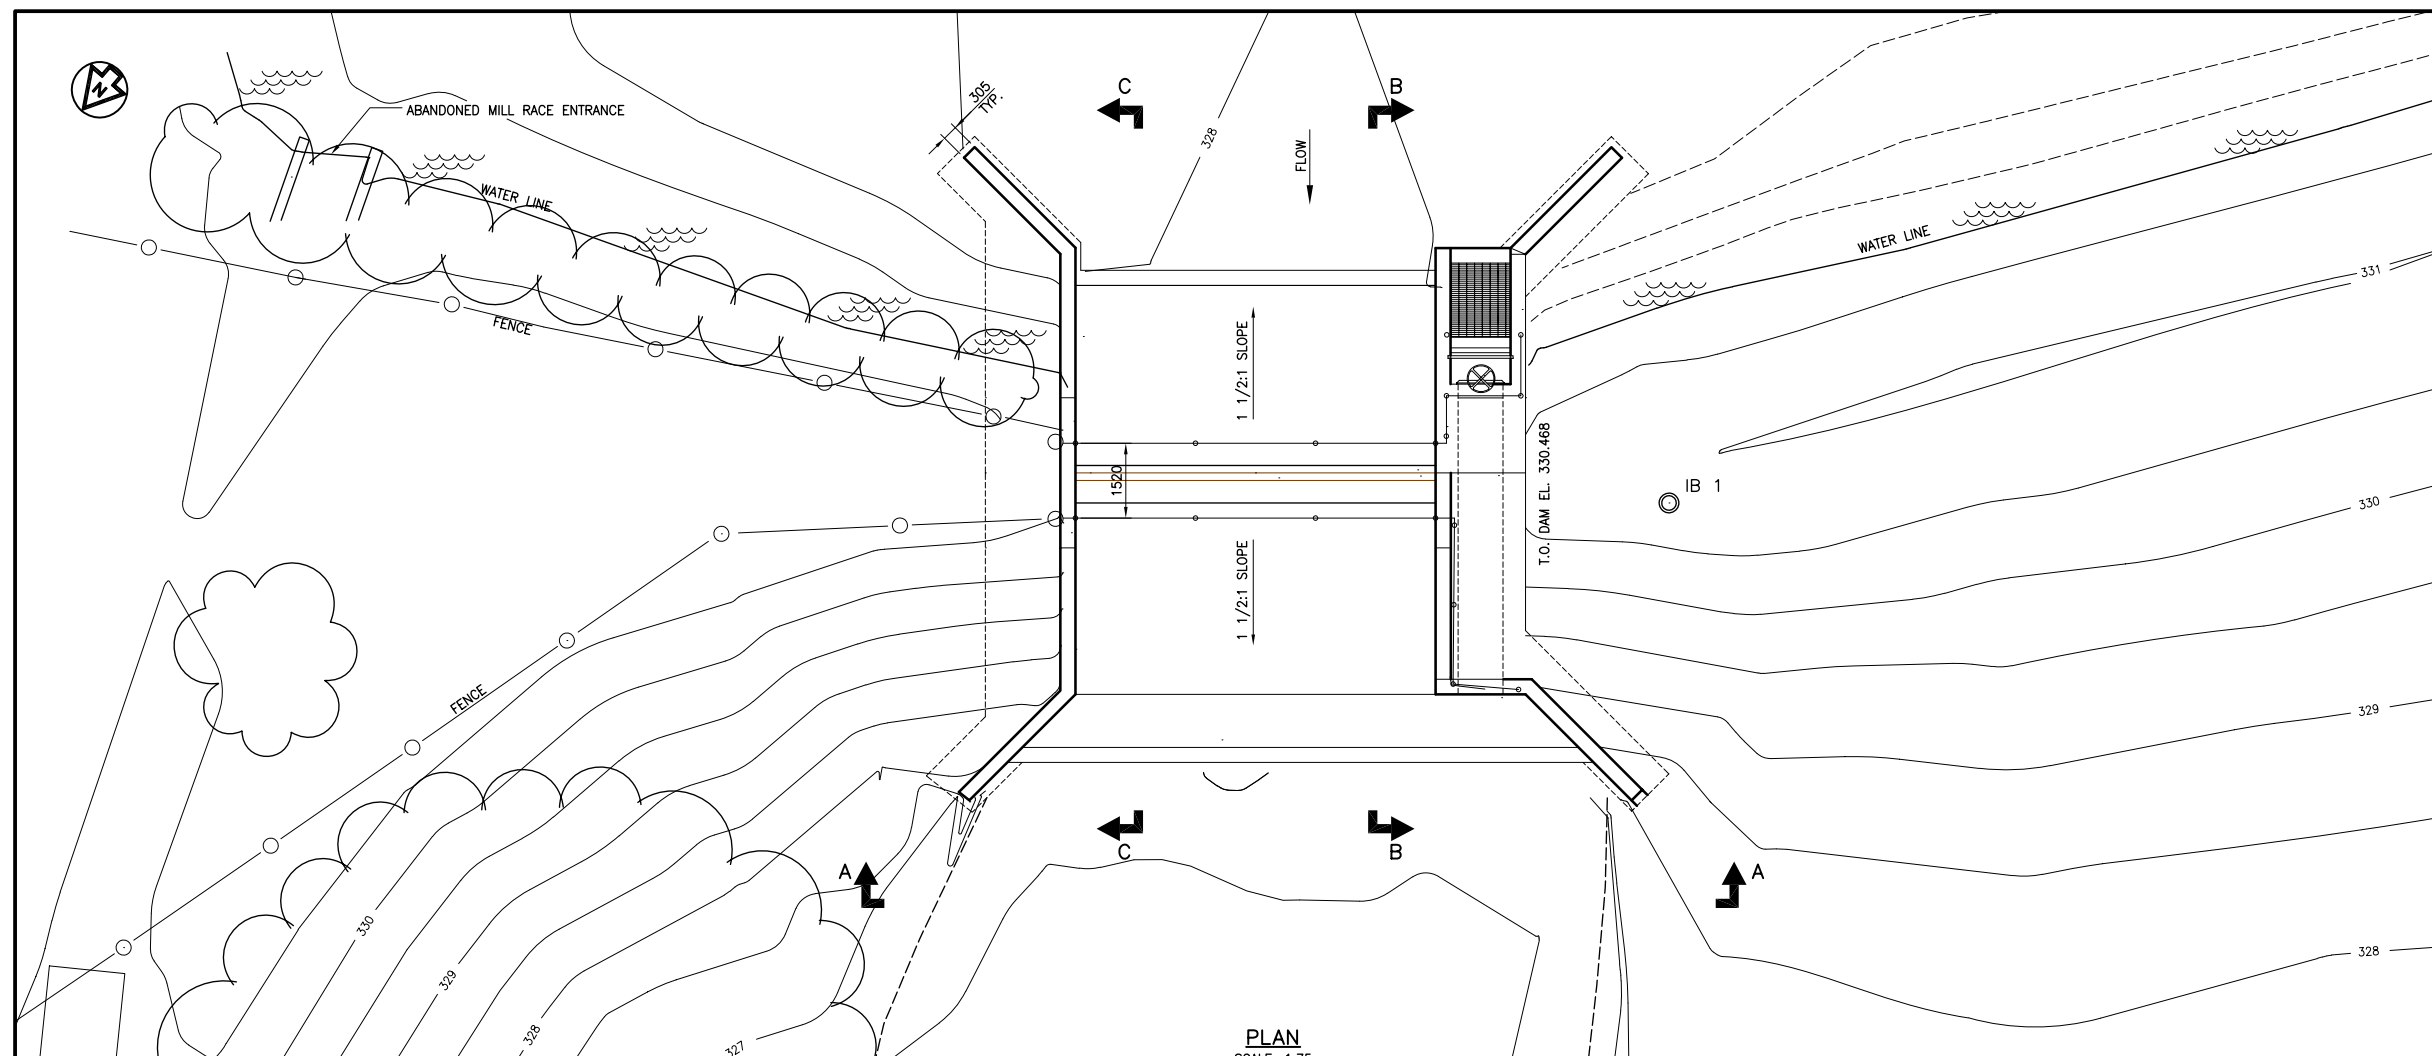 N
ABANDONED MILL RACE ENTRANCE
305
TYP.
C
B
328
FLOW
WATER LINE
WATER LINE
331
FENCE
1 1/2:1 SLOPE
T.O. DAM EL. 330.468
1520
IB 1
330
1 1/2:1 SLOPE
FENCE
329
C
B
A
A
330
329
328
328
327
PLAN